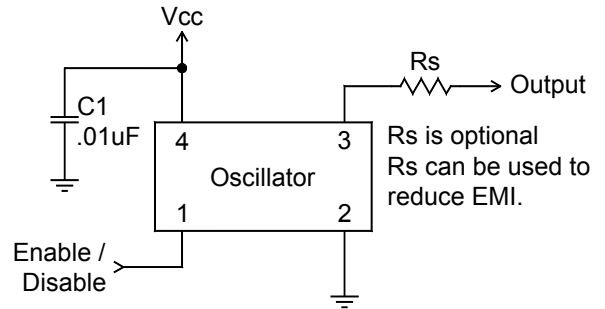 Vcc
Rs
Output
C1
.01uF
4
3
Rs is optional
Rs can be used to
reduce EMI.
Oscillator
1
2
Enable /
Disable